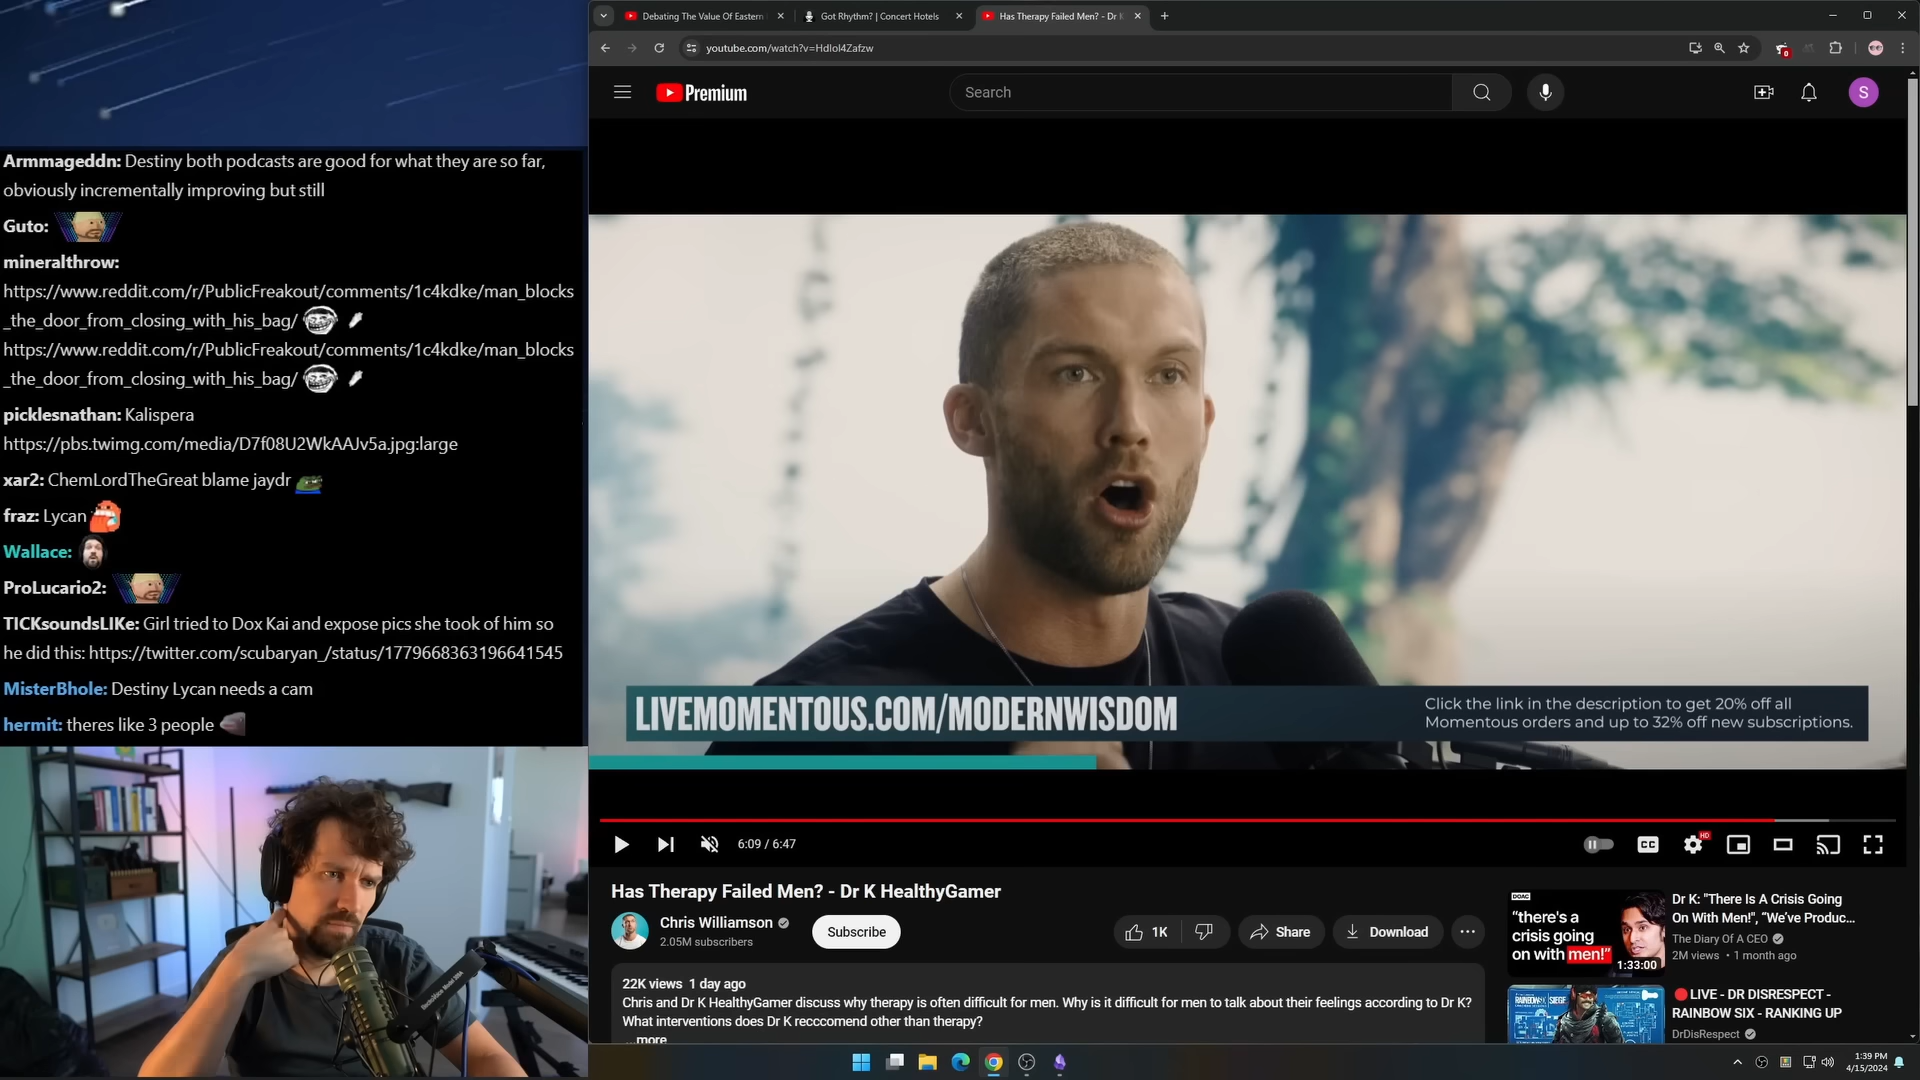 Debating The Value Of Eastern
Got Rhythm? | Concert Hotels
Has Therapy Failed Men? - Dr K
youtube.com/watch?v=HdIol4Zafzw
0
Premium
Search
S
Armmageddn: Destiny both podcasts are good for what they are so far,
obviously incrementally improving but still
Guto:
mineralthrow:
https://www.reddit.com/r/PublicFreakout/comments/1c4kdke/man_blocks
_the_door_from_closing_with_his_bag/
https://www.reddit.com/r/PublicFreakout/comments/1c4kdke/man_blocks
_the_door_from_closing_with_his_bag/
picklesnathan: Kalispera
https://pbs.twimg.com/media/D7f08U2WkAAJv5a.jpg:large
xar2: ChemLordTheGreat blame jaydr
fraz: Lycan
Wallace:
ProLucario2:
TICKsoundsLIKe: Girl tried to Dox Kai and expose pics she took of him so
he did this: https://twitter.com/scubaryan_/status/1779668363196641545
MisterBhole: Destiny Lycan needs a cam
hermit: theres like 3 people
LIVEMOMENTOUS.COM/MODERNWISDOM
Click the link in the description to get 20% off all
Momentous orders and up to 32% off new subscriptions.
6:09 / 6:47
CC
HD
Has Therapy Failed Men? - Dr K HealthyGamer
Chris Williamson
2.05M subscribers
Subscribe
1K
Share
Download
22K views 1 day ago
Chris and Dr K HealthyGamer discuss why therapy is often difficult for men. Why is it difficult for men to talk about their feelings according to Dr K?
What interventions does Dr K recccomend other than therapy?
...more
DOAC
"there's a
crisis going
on with men!"
1:33:00
Dr K: "There Is A Crisis Going
On With Men!", "We've Produc...
The Diary Of A CEO
2M views • 1 month ago
RAINBOW SIX SIEGE
LIVE - DR DISRESPECT -
RAINBOW SIX - RANKING UP
DrDisRespect
1:39 PM
4/15/2024